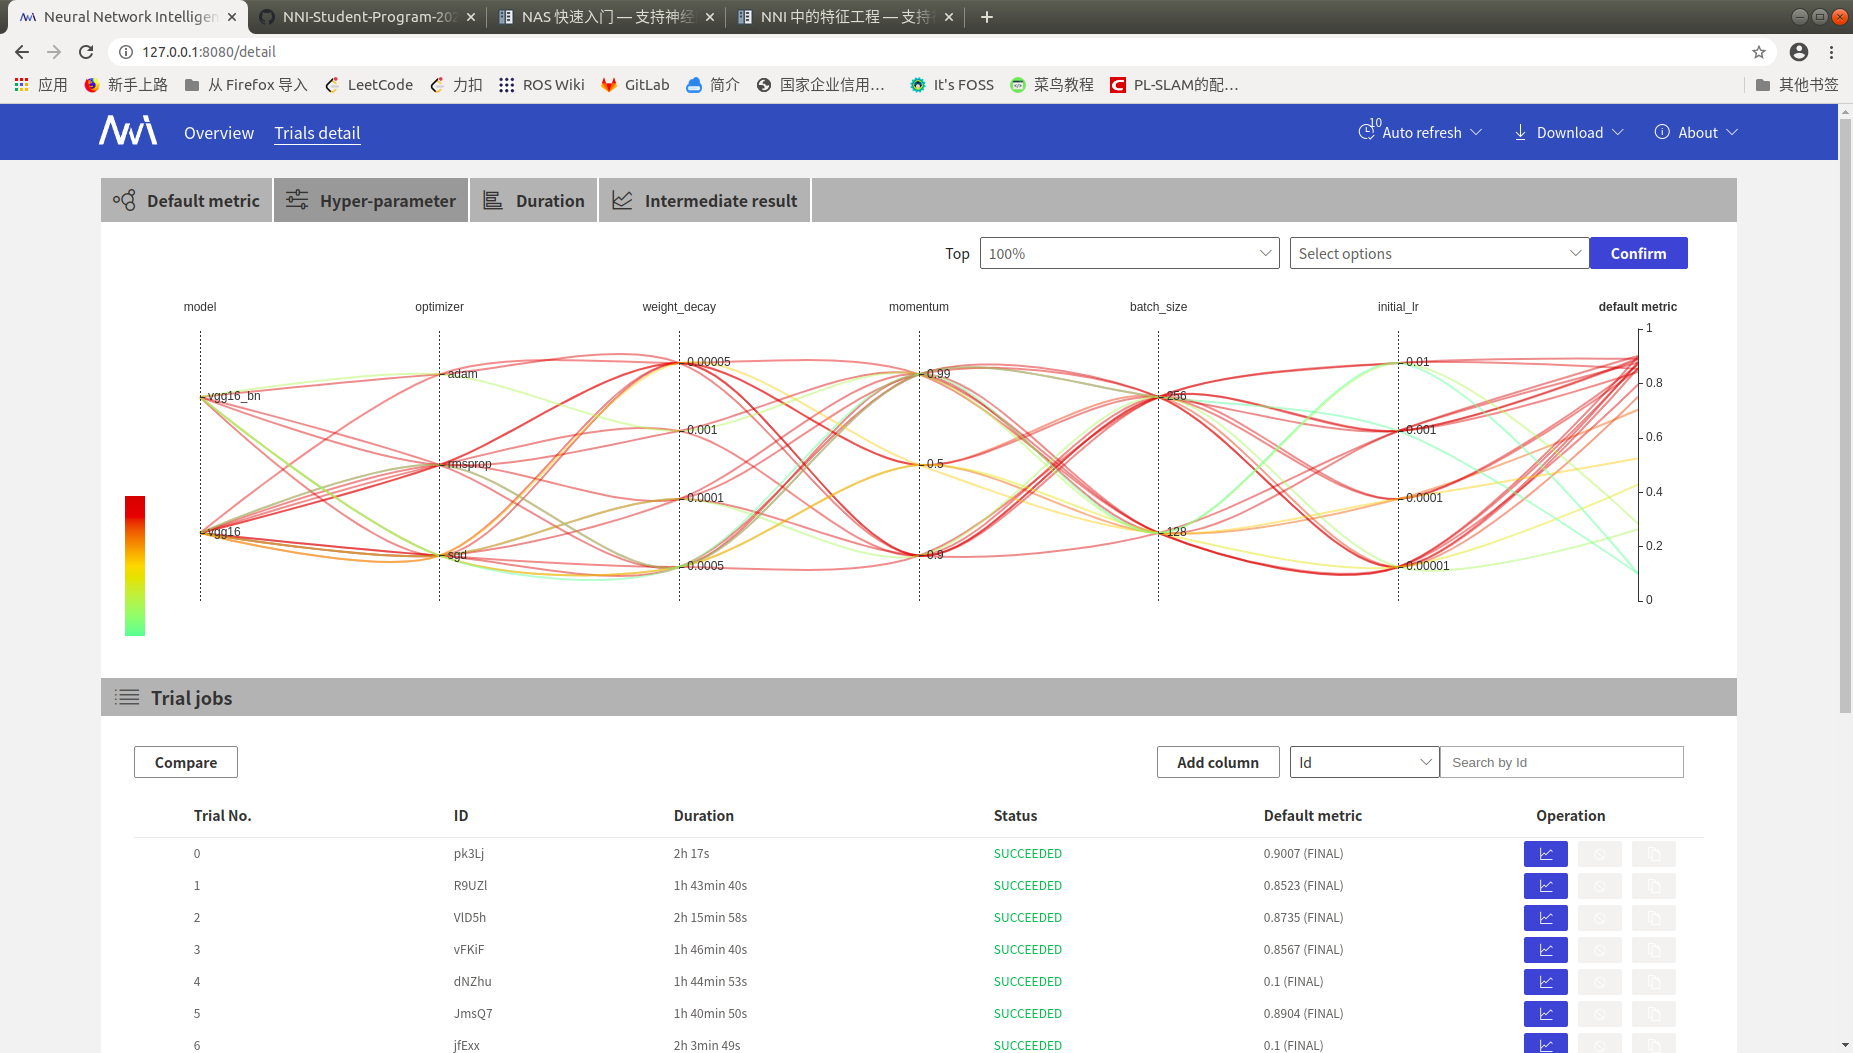 Neural Network Intelligen
NNI-Student-Program-202
NAS 快速入门 — 支持神经
NNI 中的特征工程 — 支持
127.0.0.1:8080/detail
应用
新手上路
从 Firefox 导入
LeetCode
力扣
ROS Wiki
GitLab
简介
国家企业信用…
It's FOSS
菜鸟教程
PL-SLAM的配…
其他书签
Overview
Trials detail
10
Auto refresh
Download
About
Default metric
Hyper-parameter
Duration
Intermediate result
Top
100%
Select options
Confirm
model
optimizer
weight_decay
momentum
batch_size
initial_lr
default metric
vgg16_bn
vgg16
adam
rmsprop
sgd
0.00005
0.001
0.0001
0.0005
0.99
0.5
0.9
256
128
0.01
0.001
0.0001
0.00001
1
0.8
0.6
0.4
0.2
0
Trial jobs
Compare
Add column
Id
Search by Id
Trial No. ID Duration Status Default metric Operation
0 pk3Lj 2h 17s SUCCEEDED 0.9007 (FINAL)
1 R9UZl 1h 43min 40s SUCCEEDED 0.8523 (FINAL)
2 VlD5h 2h 15min 58s SUCCEEDED 0.8735 (FINAL)
3 vFKiF 1h 46min 40s SUCCEEDED 0.8567 (FINAL)
4 dNZhu 1h 44min 53s SUCCEEDED 0.1 (FINAL)
5 JmsQ7 1h 40min 50s SUCCEEDED 0.8904 (FINAL)
6 jfExx 2h 3min 49s SUCCEEDED 0.1 (FINAL)